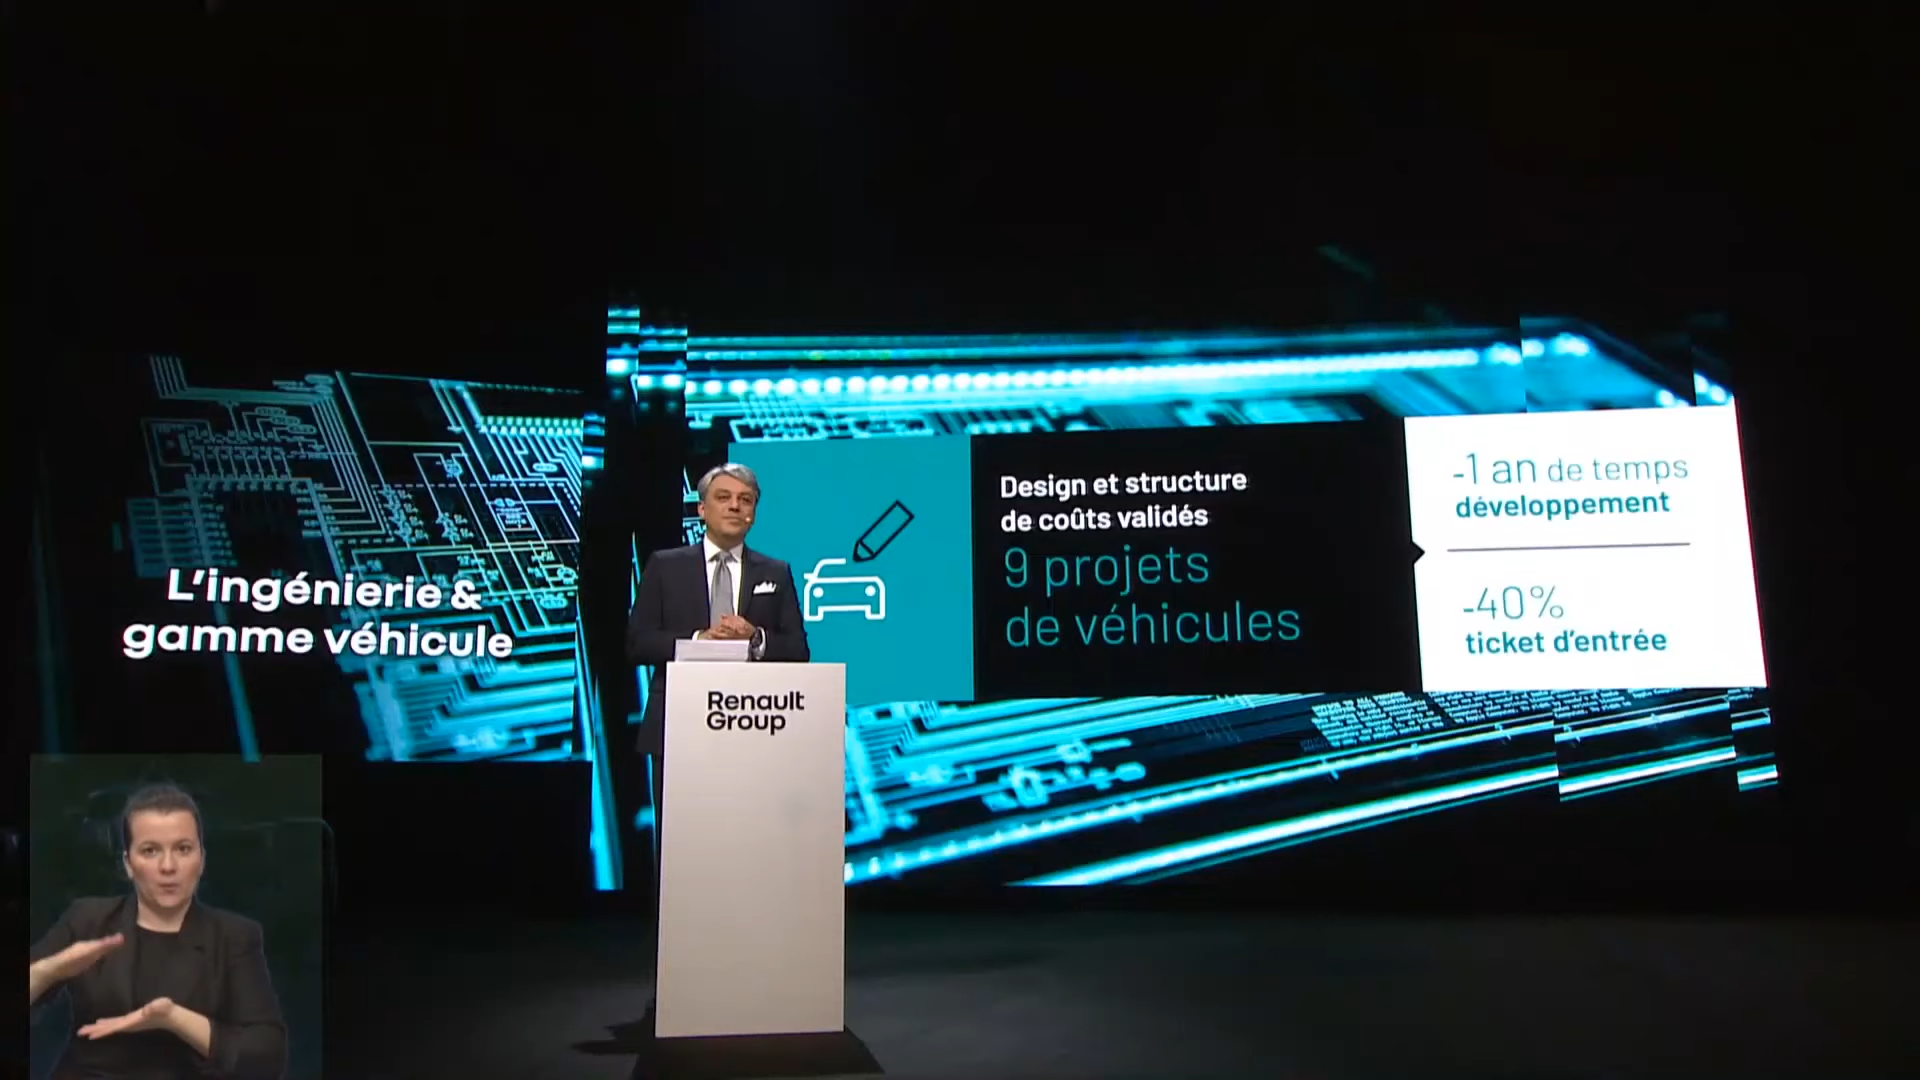 L'ingénierie &
gamme véhicule
Renault
Group
Design et structure
de coûts validés
9 projets
de véhicules
-1 an de temps
développement
-40%
ticket d'entrée